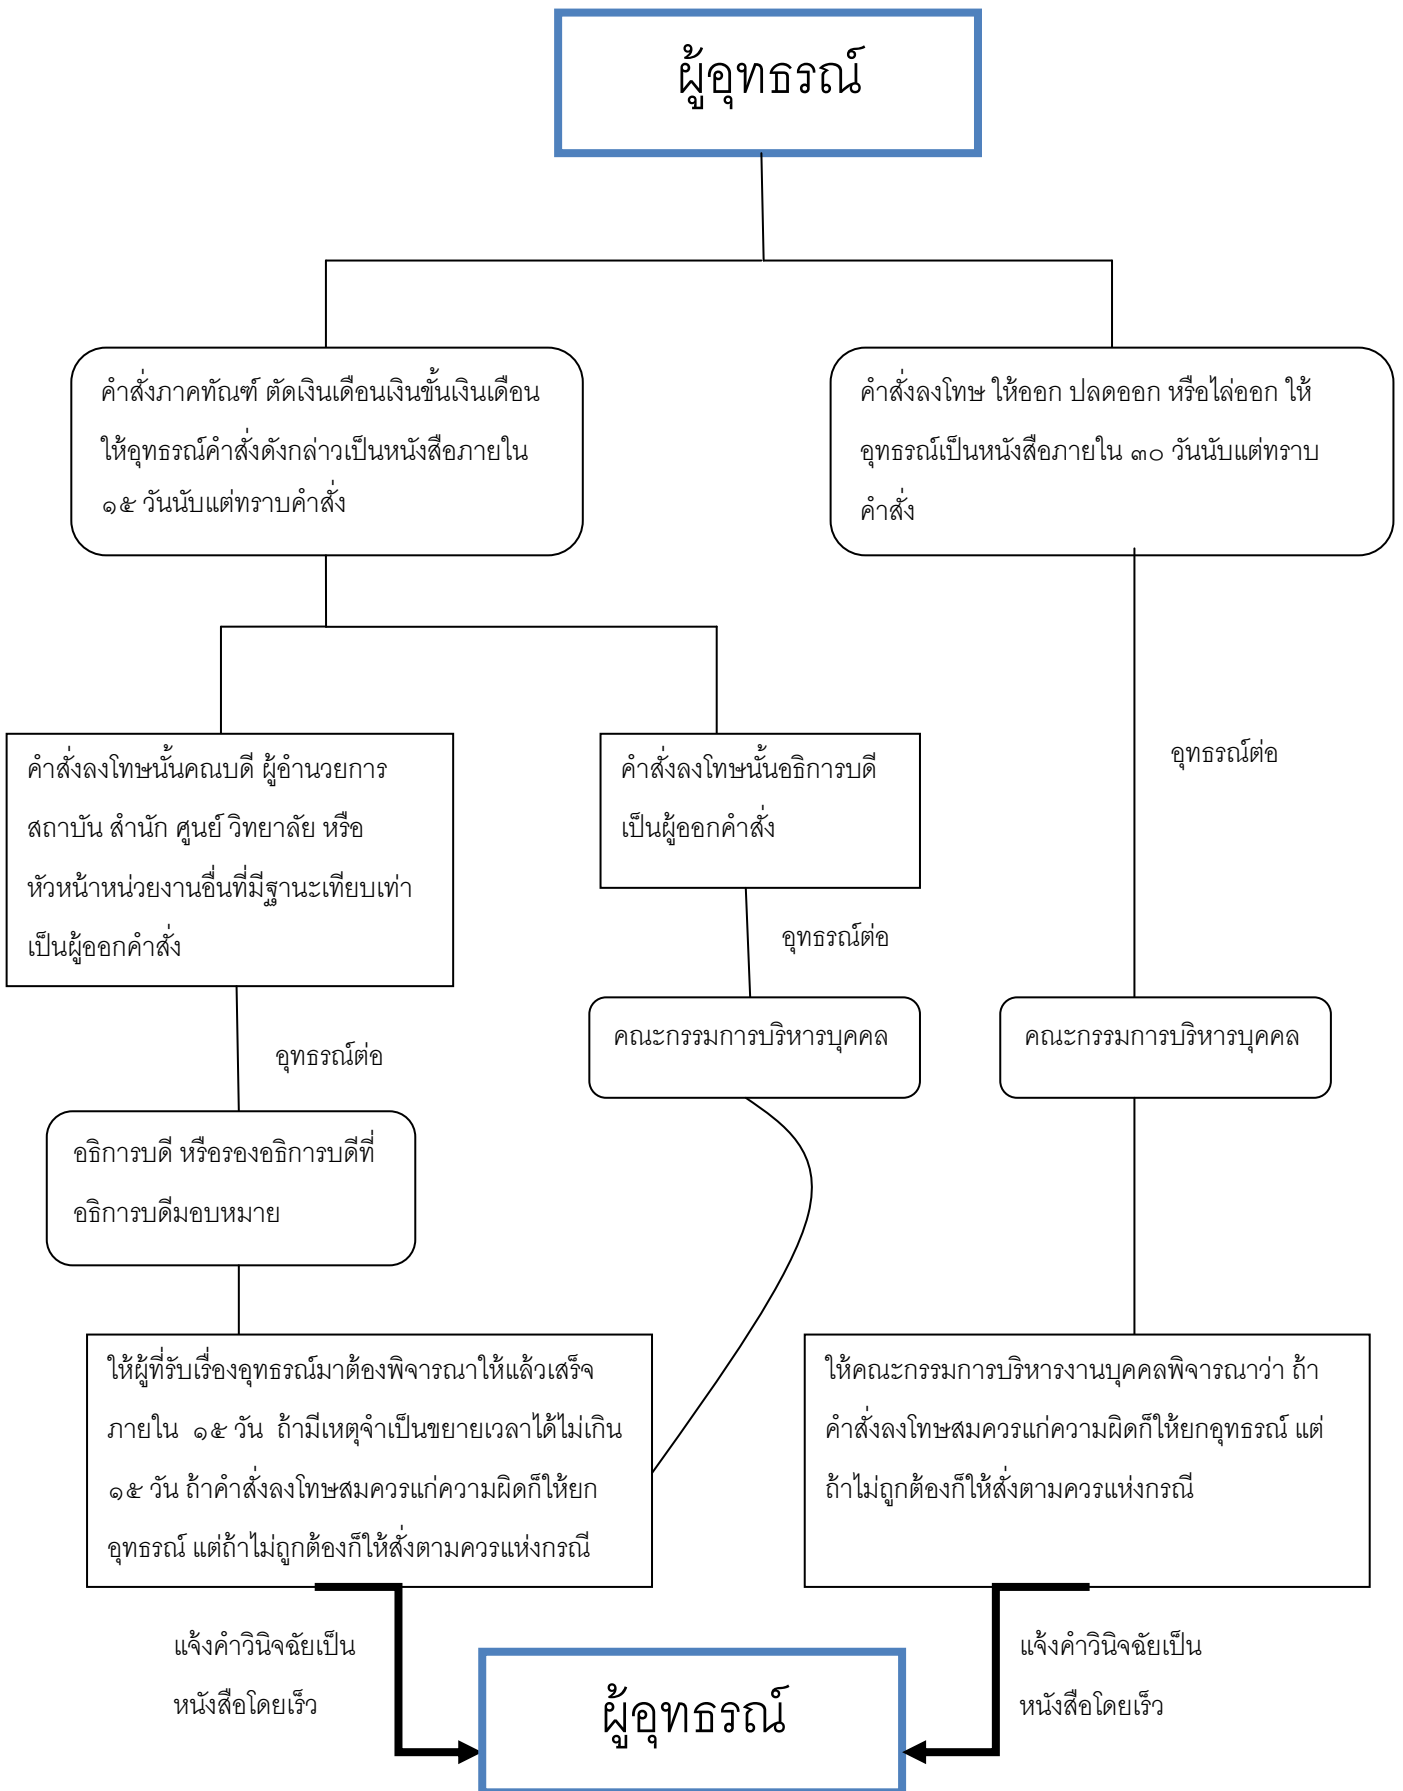 ผู้อุทธรณ์
คำสั่งภาคทัณฑ์ ตัดเงินเดือนเงินขั้นเงินเดือน
ให้อุทธรณ์คำสั่งดังกล่าวเป็นหนังสือภายใน
๑๕ วันนับแต่ทราบคำสั่ง
คำสั่งลงโทษ ให้ออก ปลดออก หรือไล่ออก ให้
อุทธรณ์เป็นหนังสือภายใน ๓๐ วันนับแต่ทราบ
คำสั่ง
คำสั่งลงโทษนั้นคณบดี ผู้อำนวยการ
สถาบัน สำนัก ศูนย์ วิทยาลัย หรือ
หัวหน้าหน่วยงานอื่นที่มีฐานะเทียบเท่า
เป็นผู้ออกคำสั่ง
คำสั่งลงโทษนั้นอธิการบดี
เป็นผู้ออกคำสั่ง
อุทธรณ์ต่อ
อุทธรณ์ต่อ
คณะกรรมการบริหารบุคคล
คณะกรรมการบริหารบุคคล
อุทธรณ์ต่อ
อธิการบดี หรือรองอธิการบดีที่
อธิการบดีมอบหมาย
ให้ผู้ที่รับเรื่องอุทธรณ์มาต้องพิจารณาให้แล้วเสร็จ
ภายใน ๑๕ วัน ถ้ามีเหตุจำเป็นขยายเวลาได้ไม่เกิน
๑๕ วัน ถ้าคำสั่งลงโทษสมควรแก่ความผิดก็ให้ยก
อุทธรณ์ แต่ถ้าไม่ถูกต้องก็ให้สั่งตามควรแห่งกรณี
ให้คณะกรรมการบริหารงานบุคคลพิจารณาว่า ถ้า
คำสั่งลงโทษสมควรแก่ความผิดก็ให้ยกอุทธรณ์ แต่
ถ้าไม่ถูกต้องก็ให้สั่งตามควรแห่งกรณี
แจ้งคำวินิจฉัยเป็น
หนังสือโดยเร็ว
แจ้งคำวินิจฉัยเป็น
หนังสือโดยเร็ว
ผู้อุทธรณ์